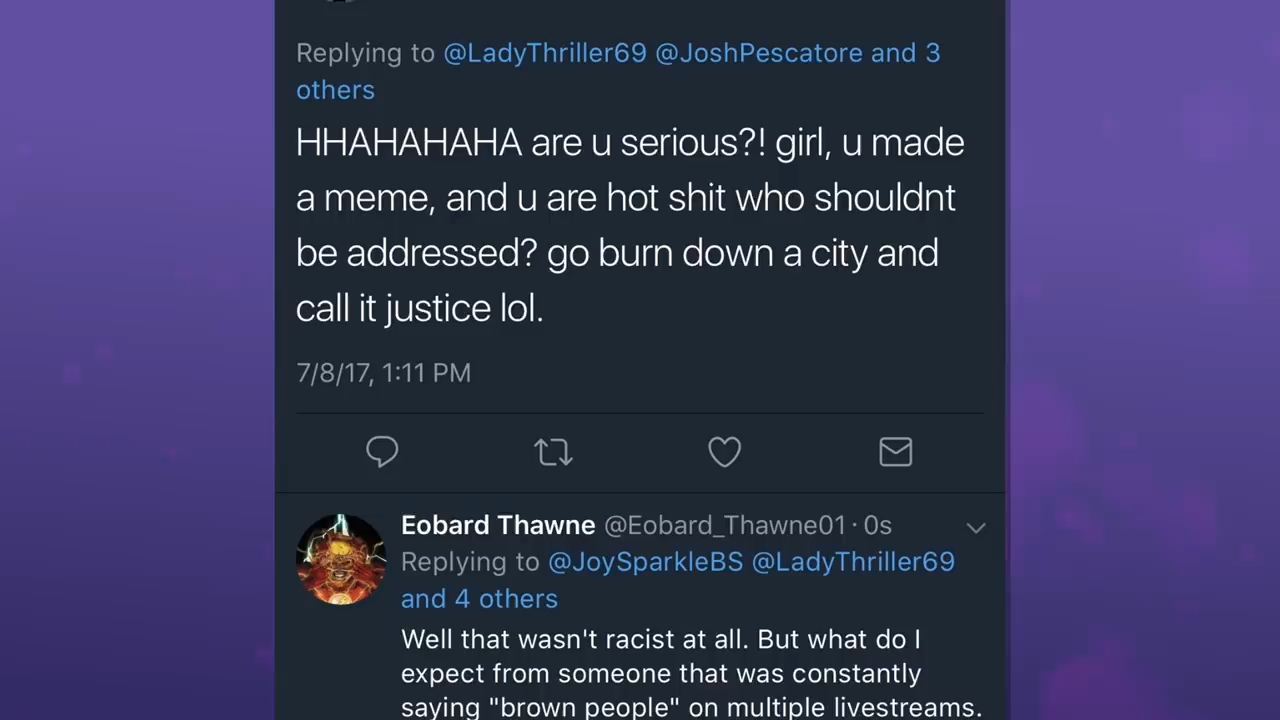 Replying to @LadyThriller69 @JoshPescatore and 3
others
HHAHAHAHA are u serious?! girl, u made
a meme, and u are hot shit who shouldnt
be addressed? go burn down a city and
call it justice lol.
7/8/17, 1:11 PM
Eobard Thawne @Eobard_Thawne01 · 0s
Replying to @JoySparkleBS @LadyThriller69
and 4 others
Well that wasn't racist at all. But what do I
expect from someone that was constantly
saying "brown people" on multiple livestreams.